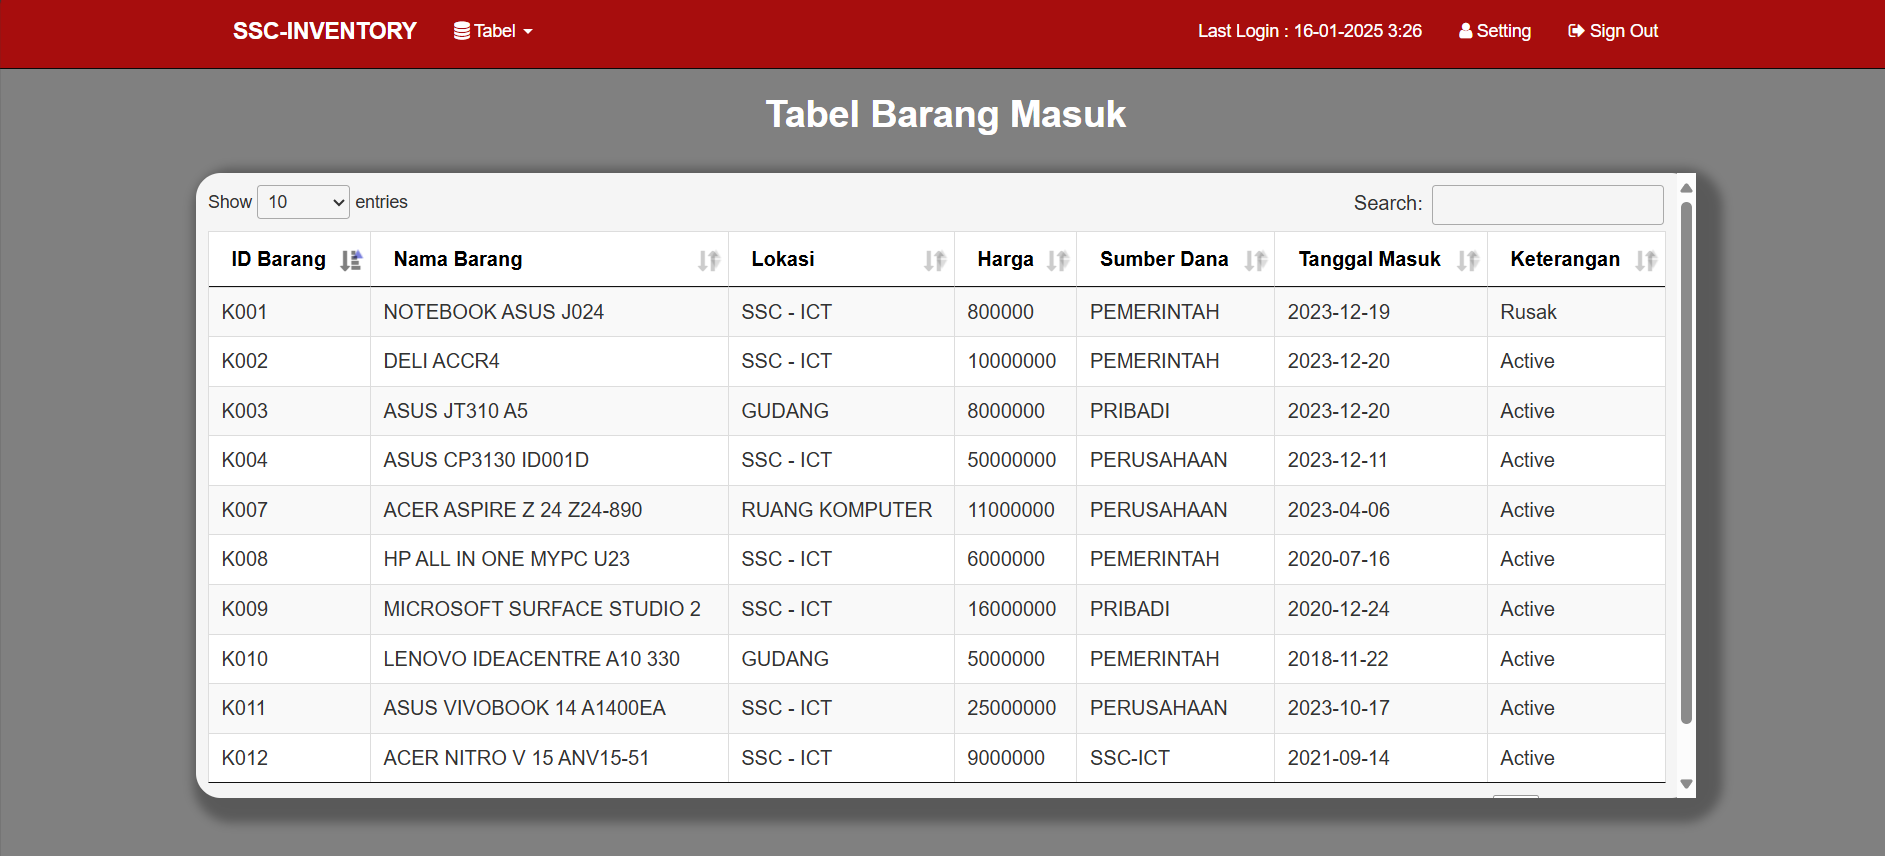 SSC-INVENTORY Tabel Last Login : 16-01-2025 3:26 Setting Sign Out
Tabel Barang Masuk
Show 10 entries Search:
ID Barang Nama Barang Lokasi Harga Sumber Dana Tanggal Masuk Keterangan
K001 NOTEBOOK ASUS J024 SSC - ICT 800000 PEMERINTAH 2023-12-19 Rusak
K002 DELI ACCR4 SSC - ICT 10000000 PEMERINTAH 2023-12-20 Active
K003 ASUS JT310 A5 GUDANG 8000000 PRIBADI 2023-12-20 Active
K004 ASUS CP3130 ID001D SSC - ICT 50000000 PERUSAHAAN 2023-12-11 Active
K007 ACER ASPIRE Z 24 Z24-890 RUANG KOMPUTER 11000000 PERUSAHAAN 2023-04-06 Active
K008 HP ALL IN ONE MYPC U23 SSC - ICT 6000000 PEMERINTAH 2020-07-16 Active
K009 MICROSOFT SURFACE STUDIO 2 SSC - ICT 16000000 PRIBADI 2020-12-24 Active
K010 LENOVO IDEACENTRE A10 330 GUDANG 5000000 PEMERINTAH 2018-11-22 Active
K011 ASUS VIVOBOOK 14 A1400EA SSC - ICT 25000000 PERUSAHAAN 2023-10-17 Active
K012 ACER NITRO V 15 ANV15-51 SSC - ICT 9000000 SSC-ICT 2021-09-14 Active